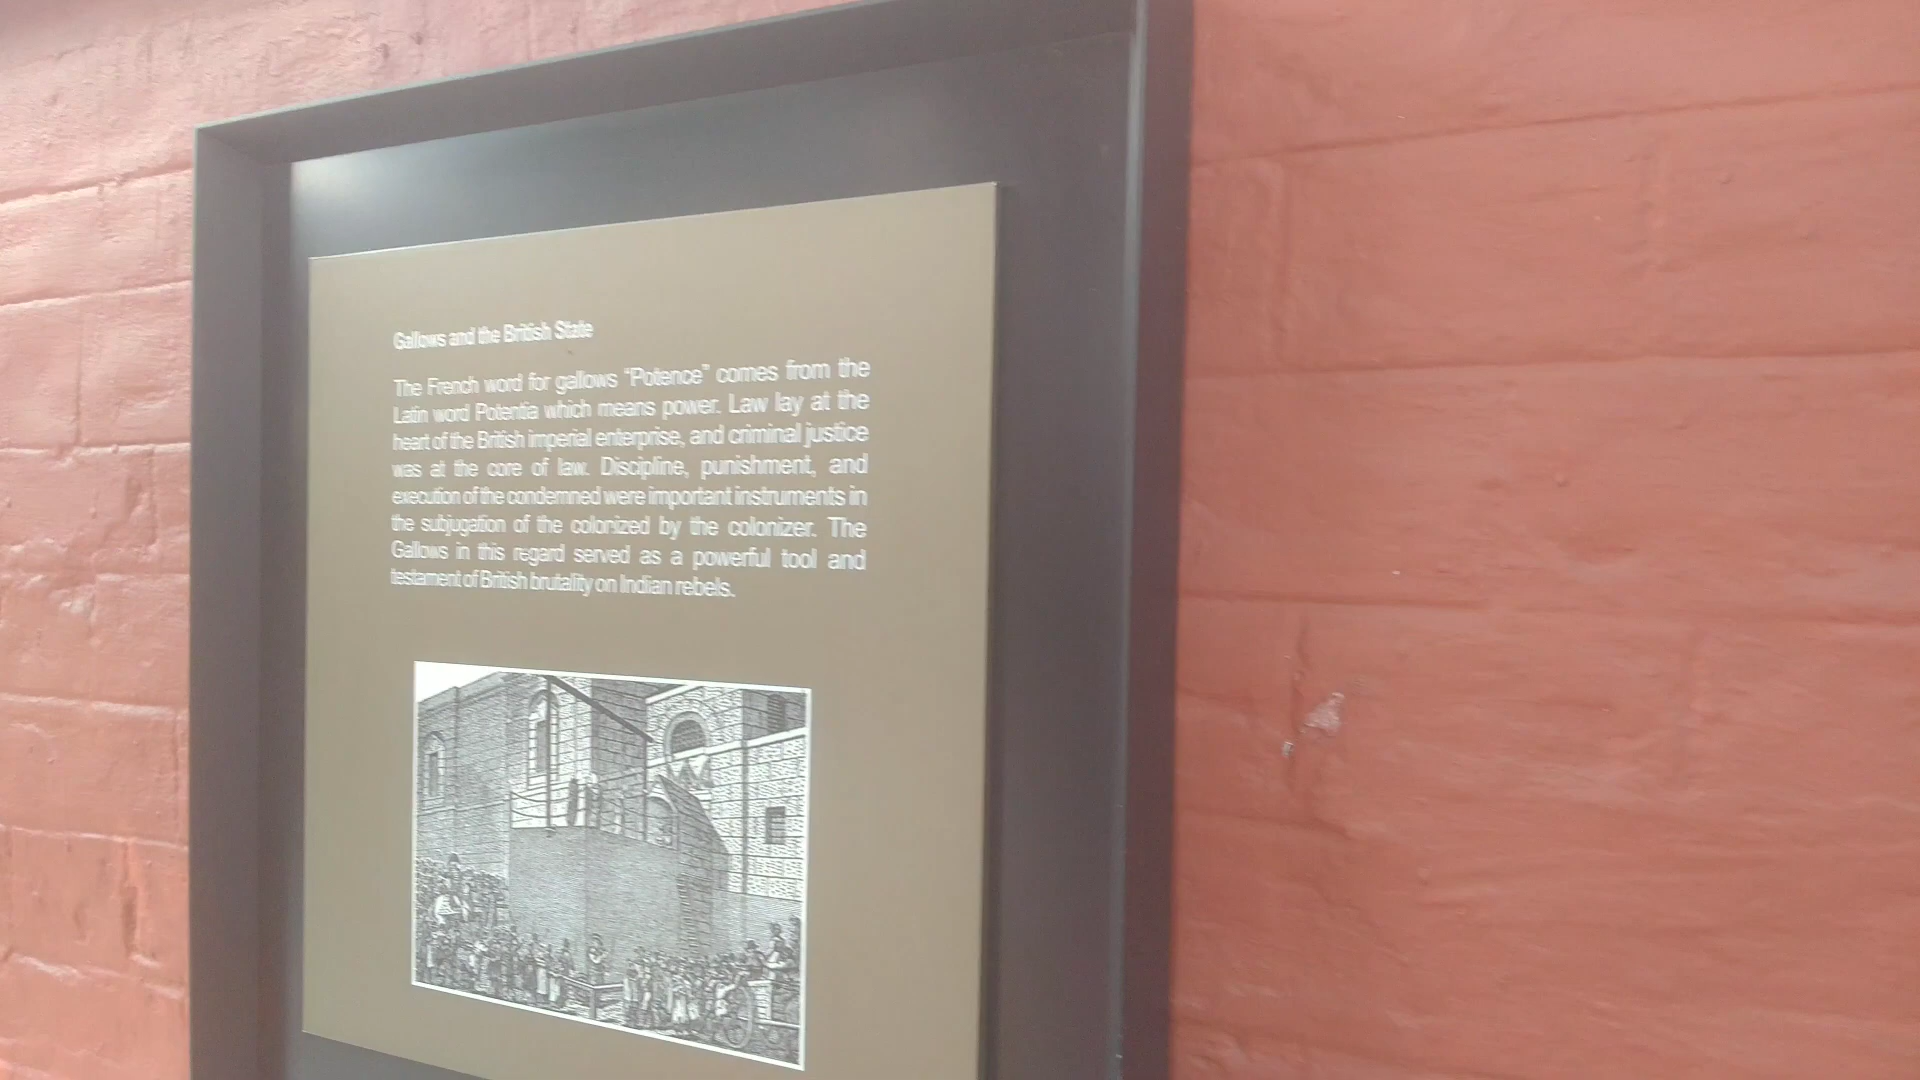 Gallows and the British State
The French word for gallows “Potence” comes from the
Latin word Potentia which means power. Law lay at the
heart of the British imperial enterprise, and criminal justice
was at the core of law. Discipline, punishment, and
execution of the condemned were important instruments in
the subjugation of the colonized by the colonizer. The
Gallows in this regard served as a powerful tool and
testament of British brutality on Indian rebels.